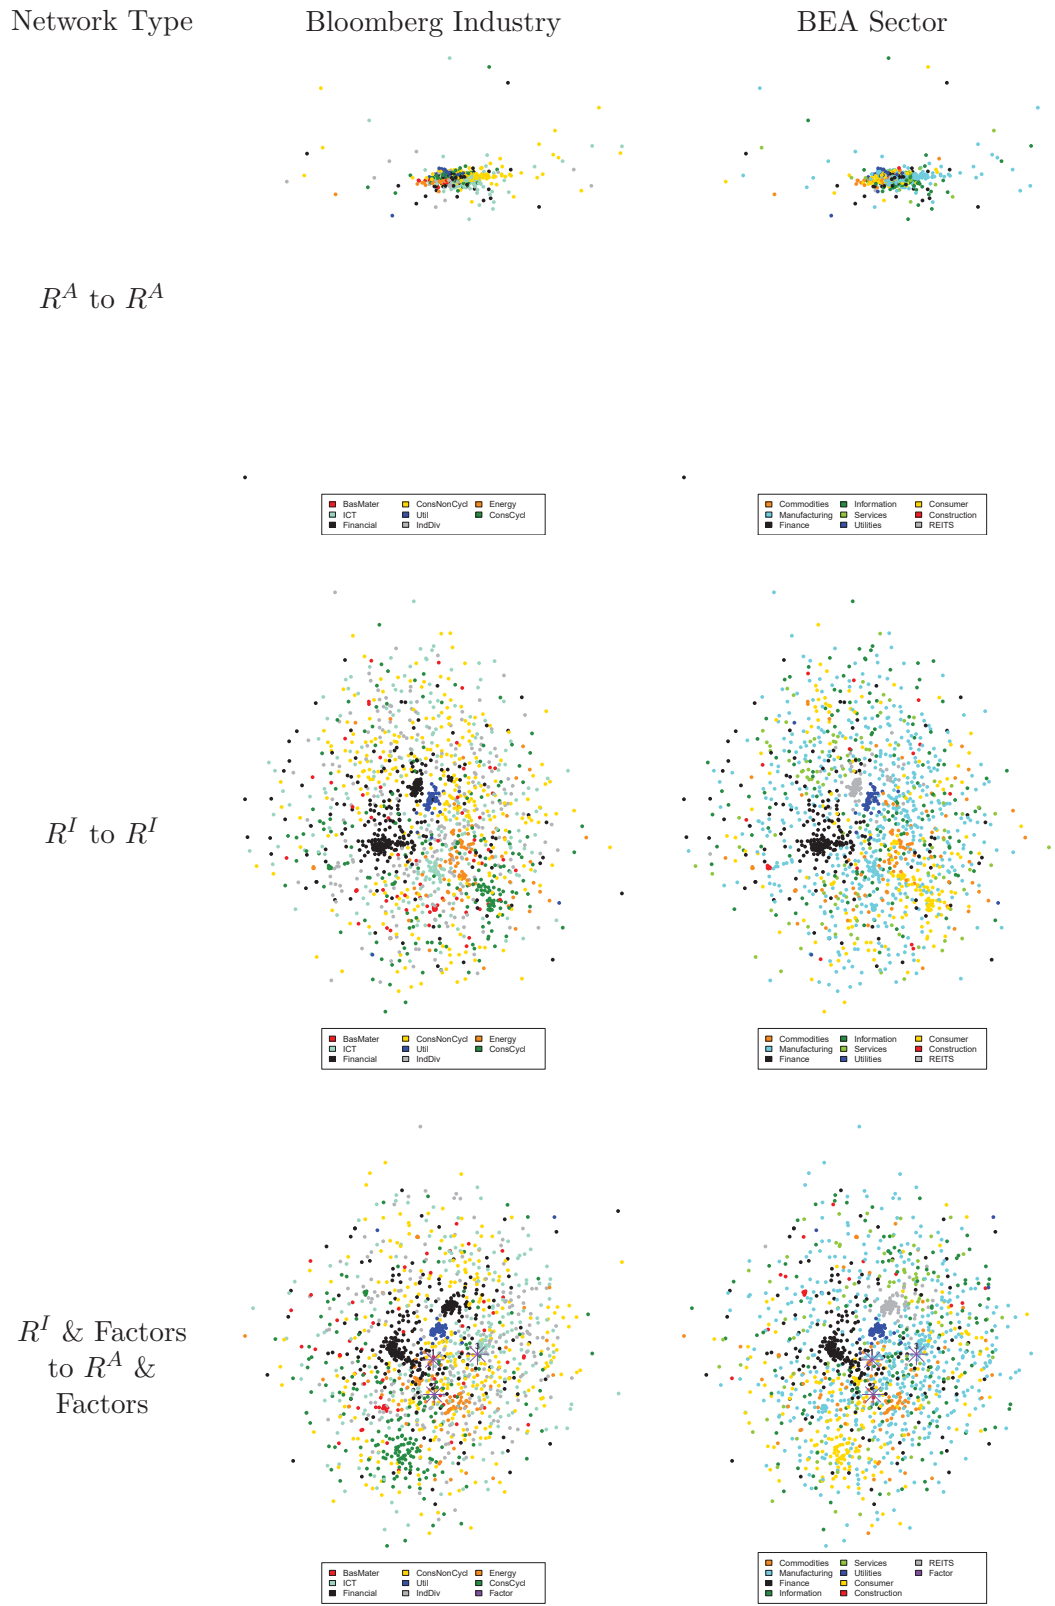 Network Type Bloomberg Industry BEA Sector
R^A to R^A
BasMater ConsNonCycl Energy
ICT Util ConsCycl
Financial IndDiv
Commodities Information Consumer
Manufacturing Services Construction
Finance Utilities REITS
R^I to R^I
BasMater ConsNonCycl Energy
ICT Util ConsCycl
Financial IndDiv
Commodities Information Consumer
Manufacturing Services Construction
Finance Utilities REITS
R^I & Factors
to R^A &
Factors
BasMater ConsNonCycl Energy
ICT Util ConsCycl
Financial IndDiv Factor
Commodities Services REITS
Manufacturing Utilities Factor
Finance Consumer
Information Construction